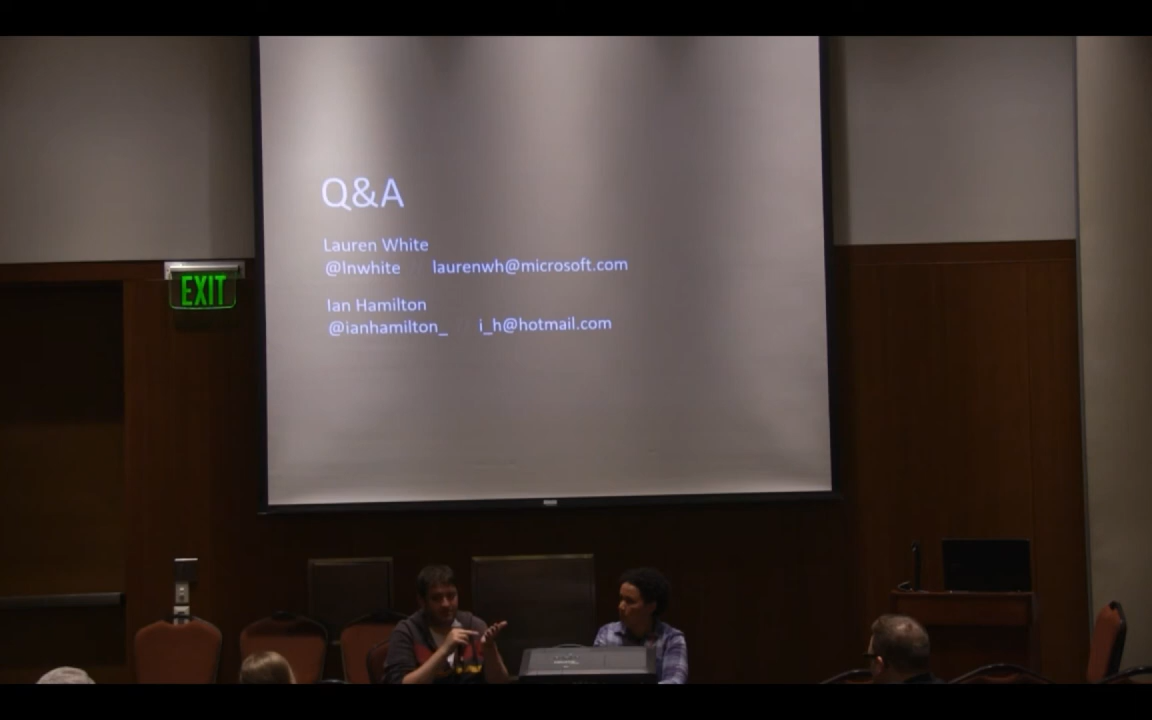 Q&A
Lauren White
@lnwhite laurenwh@microsoft.com
Ian Hamilton
@ianhamilton_ i_h@hotmail.com
EXIT